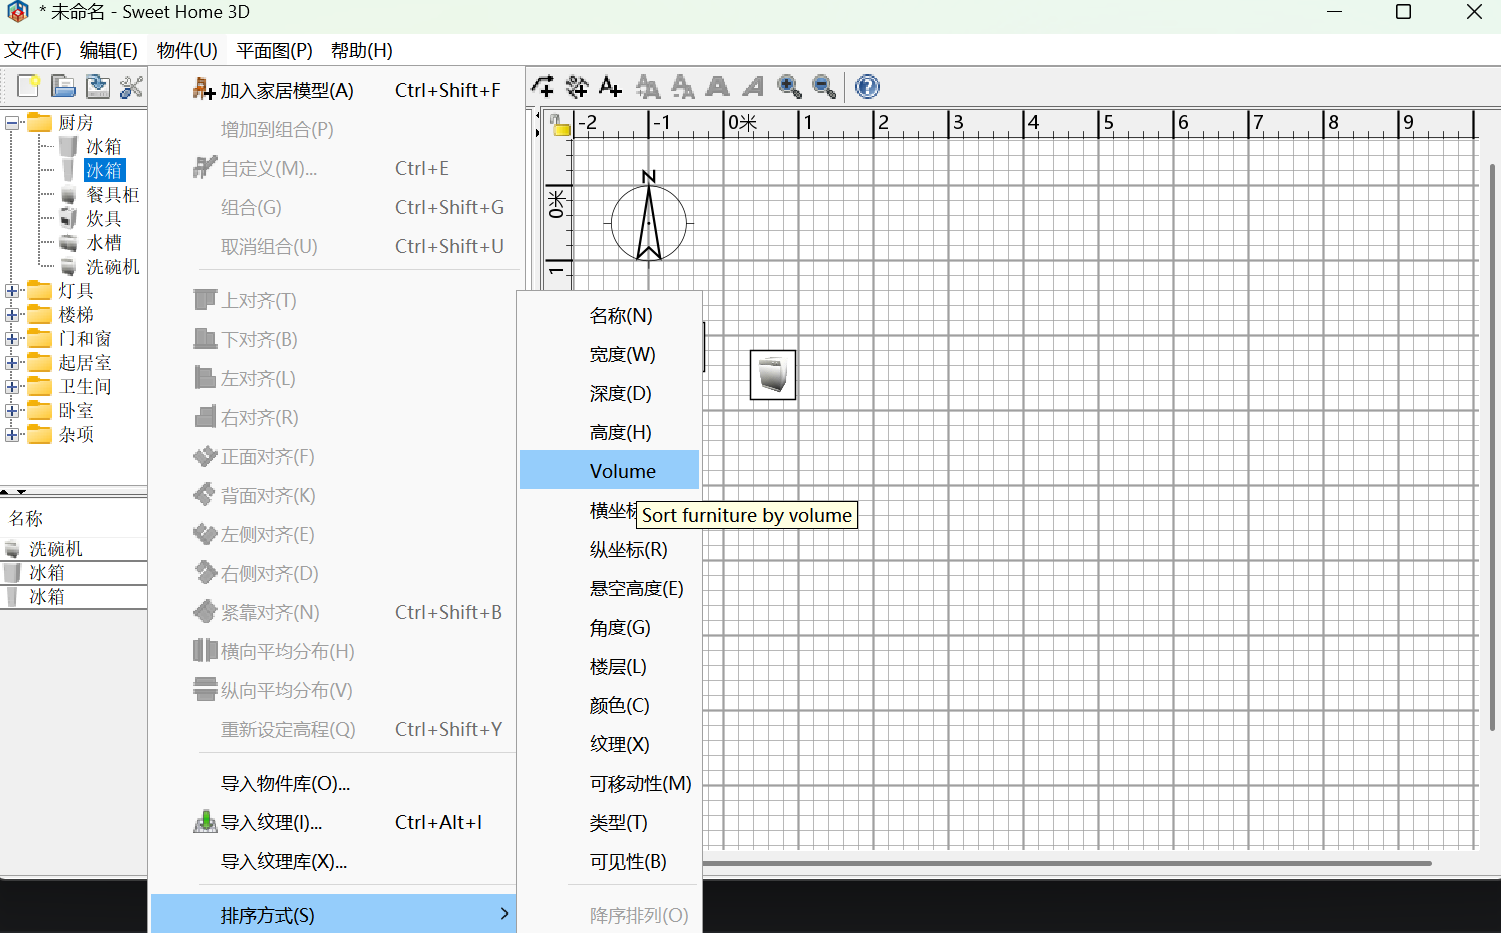 * 未命名 - Sweet Home 3D
文件(F) 编辑(E) 物件(U) 平面图(P) 帮助(H)
厨房
冰箱
冰箱
餐具柜
炊具
水槽
洗碗机
灯具
楼梯
门和窗
起居室
卫生间
卧室
杂项
名称
洗碗机
冰箱
冰箱
加入家居模型(A) Ctrl+Shift+F
增加到组合(P)
自定义(M)... Ctrl+E
组合(G) Ctrl+Shift+G
取消组合(U) Ctrl+Shift+U
上对齐(T)
下对齐(B)
左对齐(L)
右对齐(R)
正面对齐(F)
背面对齐(K)
左侧对齐(E)
右侧对齐(D)
紧靠对齐(N) Ctrl+Shift+B
横向平均分布(H)
纵向平均分布(V)
重新设定高程(Q) Ctrl+Shift+Y
导入物件库(O)...
导入纹理(I)... Ctrl+Alt+I
导入纹理库(X)...
排序方式(S)
名称(N)
宽度(W)
深度(D)
高度(H)
Volume
横坐标
Sort furniture by volume
纵坐标(R)
悬空高度(E)
角度(G)
楼层(L)
颜色(C)
纹理(X)
可移动性(M)
类型(T)
可见性(B)
降序排列(O)
-2 -1 0米 1 2 3 4 5 6 7 8 9
0米
1
N